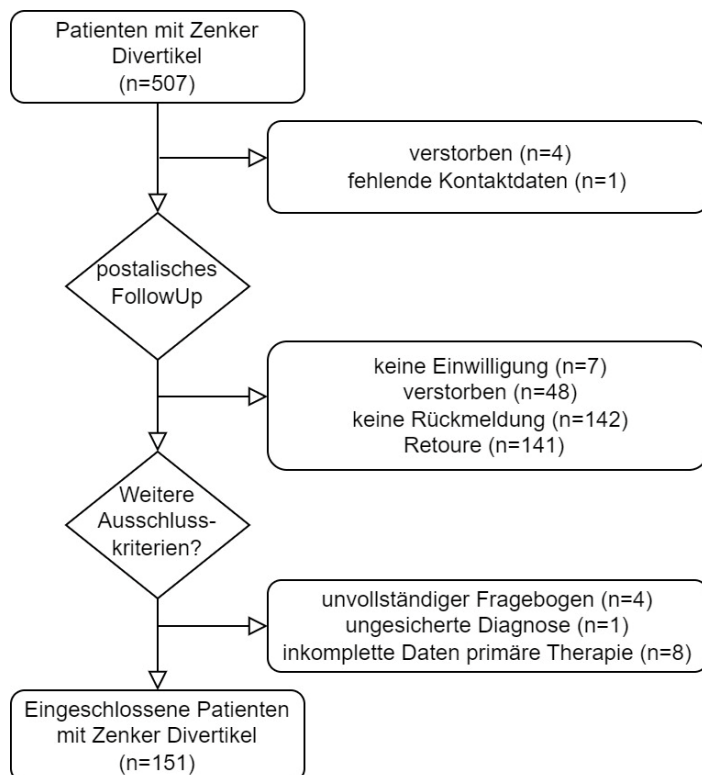 Patienten mit Zenker
Divertikel
(n=507)
verstorben (n=4)
fehlende Kontaktdaten (n=1)
postalisches
FollowUp
keine Einwilligung (n=7)
verstorben (n=48)
keine Rückmeldung (n=142)
Retoure (n=141)
Weitere
Ausschluss-
kriterien?
unvollständiger Fragebogen (n=4)
ungesicherte Diagnose (n=1)
inkomplette Daten primäre Therapie (n=8)
Eingeschlossene Patienten
mit Zenker Divertikel
(n=151)